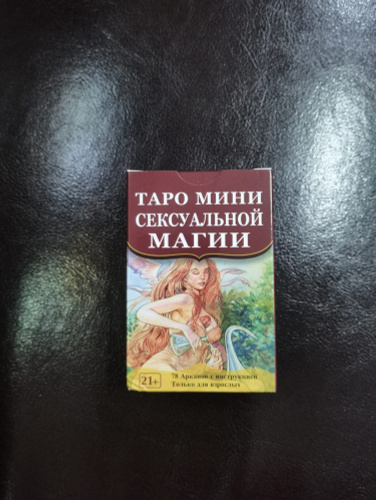 ТАРО МИНИ
СЕКСУАЛЬНОЙ
МАГИИ
21+
78 Арканов с инструкцией
Только для взрослых